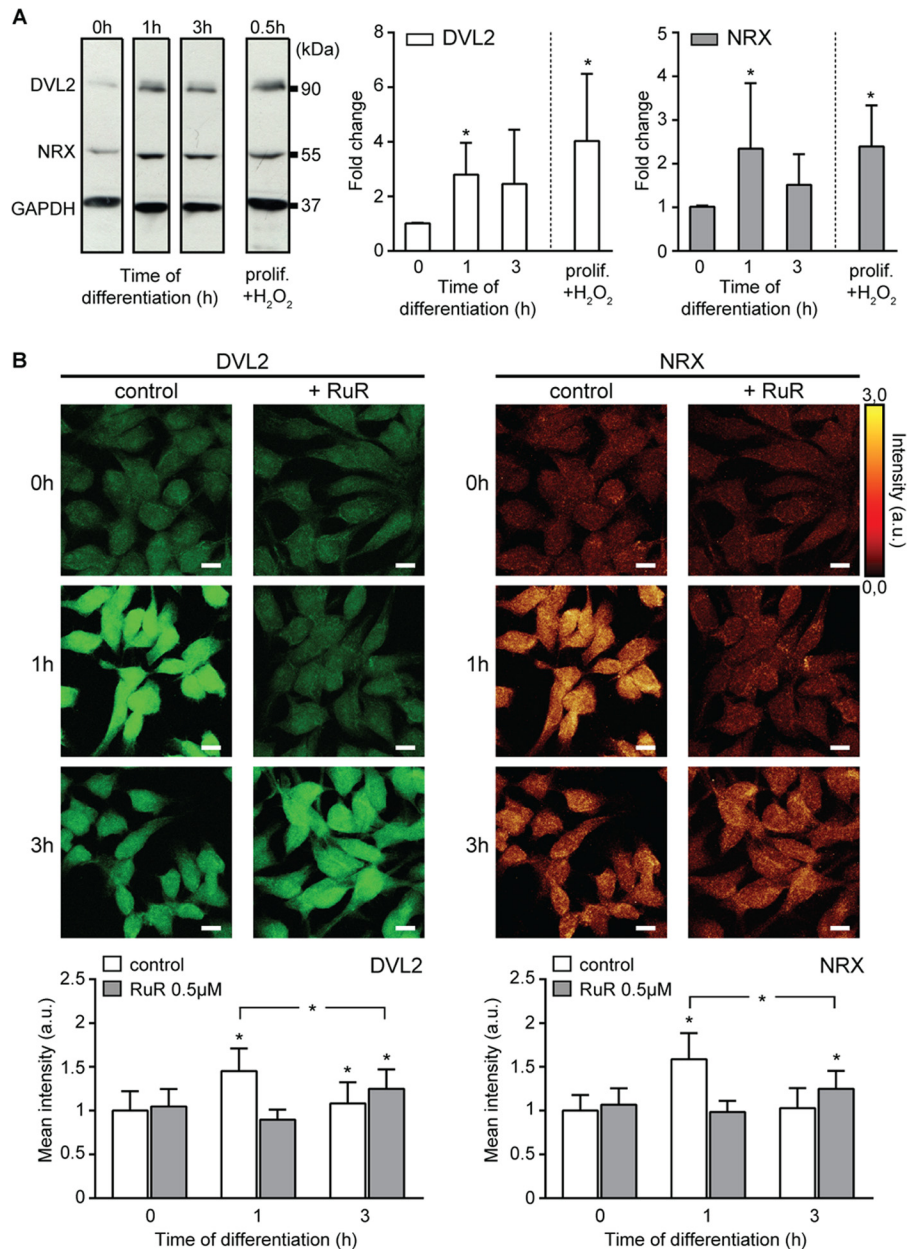 A
0h 1h 3h 0.5h
(kDa)
DVL2
NRX
GAPDH
90
55
37
Time of
differentiation (h)
prolif.
+H2O2
DVL2
*
*
Fold change
8
6
4
2
0
0 1 3
Time of
differentiation (h)
prolif.
+H2O2
NRX
*
*
Fold change
5
4
3
2
1
0
0 1 3
Time of
differentiation (h)
prolif.
+H2O2
B
DVL2
control + RuR
0h
1h
3h
NRX
control + RuR
0h
1h
3h
3,0
Intensity (a.u.)
0,0
control
RuR 0.5µM
DVL2
*
*
* *
Mean intensity (a.u.)
2.5
2
1.5
1
0.5
0
0 1 3
Time of differentiation (h)
control
RuR 0.5µM
NRX
*
*
*
Mean intensity (a.u.)
2.5
2
1.5
1
0.5
0
0 1 3
Time of differentiation (h)